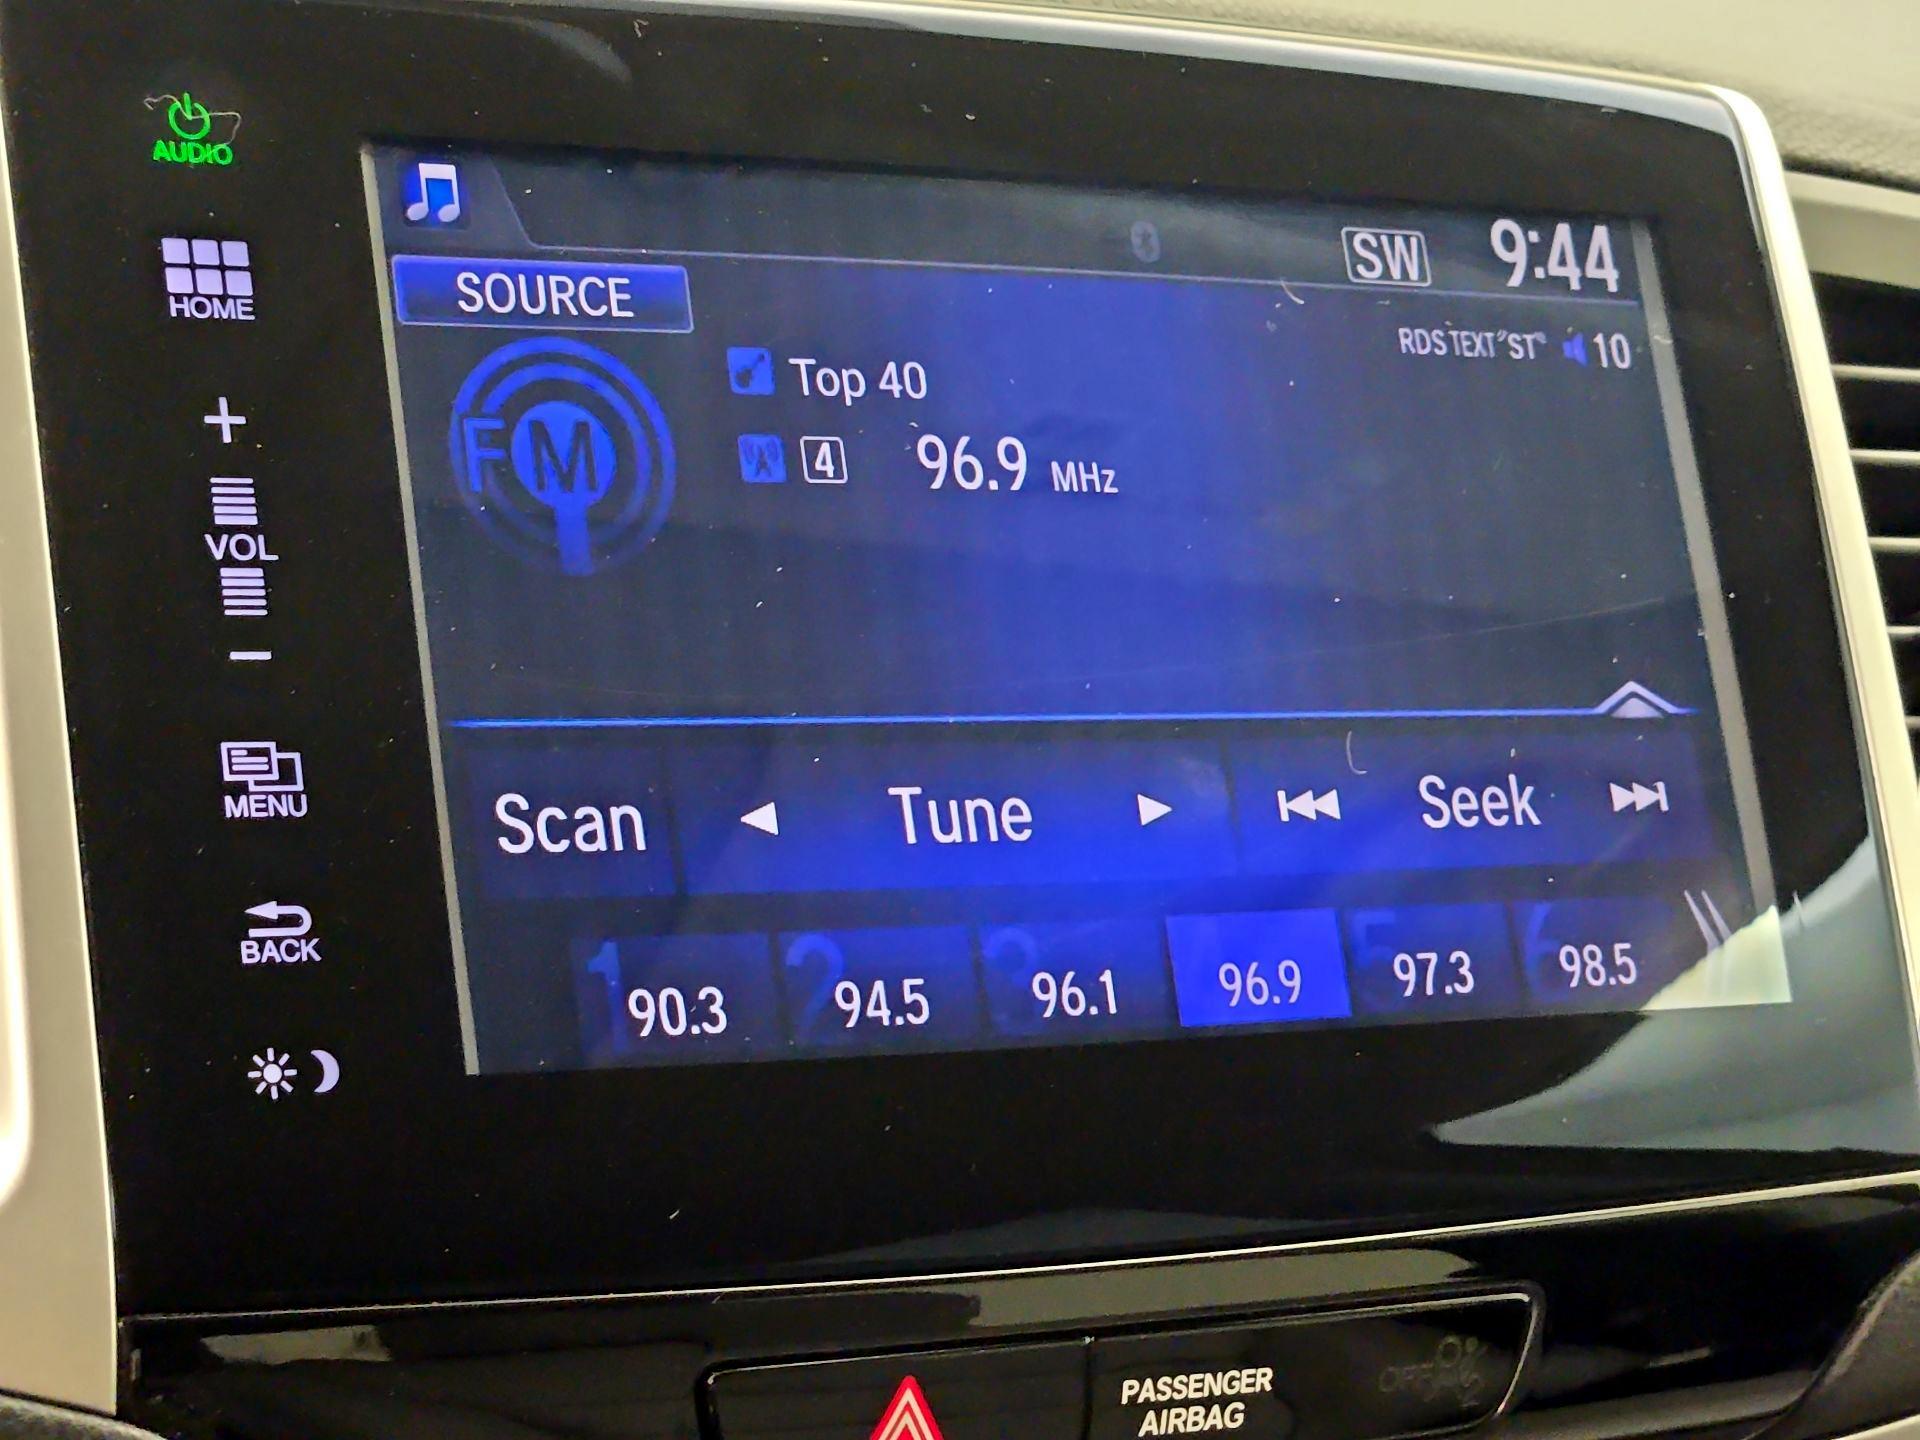 AUDIO
HOME
+
VOL
−
MENU
BACK
SOURCE
SW 9:44
RDS TEXT "ST" 10
FM
Top 40
4 96.9 MHz
Scan Tune Seek
1 90.3 2 94.5 3 96.1 96.9 5 97.3 6 98.5
PASSENGER
AIRBAG